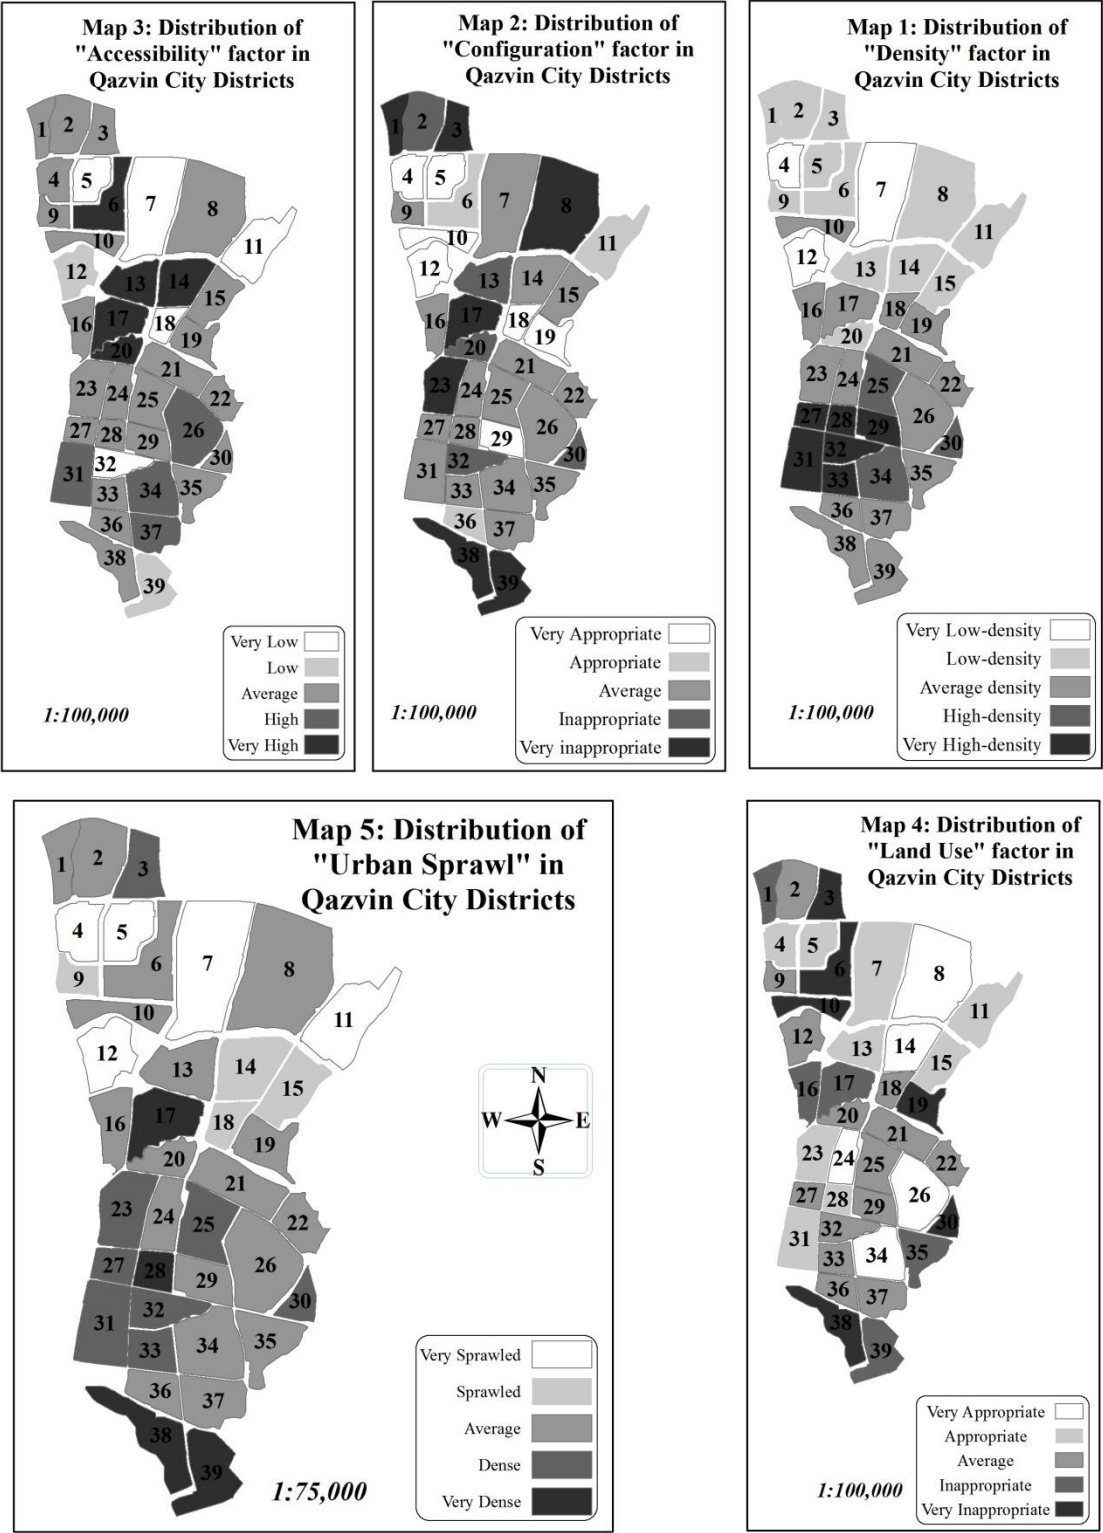 Map 3: Distribution of
"Accessibility" factor in
Qazvin City Districts
1 2 3
4 5 6 7 8
9
10 11
12
13 14
15
16 17 18
19
20
21
22
23 24 25
26
27 28 29
30
31 32
33 34 35
36 37
38
39
Very Low
Low
Average
High
Very High
1:100,000
Map 2: Distribution of
"Configuration" factor in
Qazvin City Districts
1 2 3
4 5 6 7 8
9
10 11
12
13 14
15
16 17 18
19
20
21
22
23 24 25
26
27 28 29
30
31 32
33 34 35
36 37
38
39
Very Appropriate
Appropriate
Average
Inappropriate
Very inappropriate
1:100,000
Map 1: Distribution of
"Density" factor in
Qazvin City Districts
1 2 3
4 5 6 7 8
9
10 11
12
13 14
15
16 17 18
19
20
21
22
23 24 25
26
27 28 29
30
31 32
33 34 35
36 37
38
39
Very Low-density
Low-density
Average density
High-density
Very High-density
1:100,000
Map 5: Distribution of
"Urban Sprawl" in
Qazvin City Districts
1 2 3
4 5 6 7 8
9
10 11
12
13 14
15
16 17 18
19
20
21
22
23 24 25
26
27 28 29
30
31 32
33 34 35
36 37
38
39
N
W E
S
Very Sprawled
Sprawled
Average
Dense
Very Dense
1:75,000
Map 4: Distribution of
"Land Use" factor in
Qazvin City Districts
1 2 3
4 5 6 7 8
9
10 11
12
13 14
15
16 17 18
19
20
21
22
23 24 25
26
27 28 29
30
31 32
33 34 35
36 37
38
39
Very Appropriate
Appropriate
Average
Inappropriate
Very Inappropriate
1:100,000